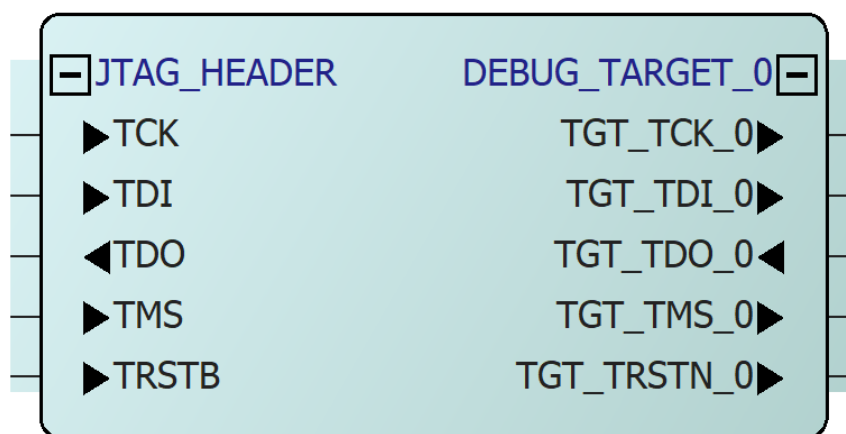 JTAG_HEADER DEBUG_TARGET_0
TCK TGT_TCK_0
TDI TGT_TDI_0
TDO TGT_TDO_0
TMS TGT_TMS_0
TRSTB TGT_TRSTN_0